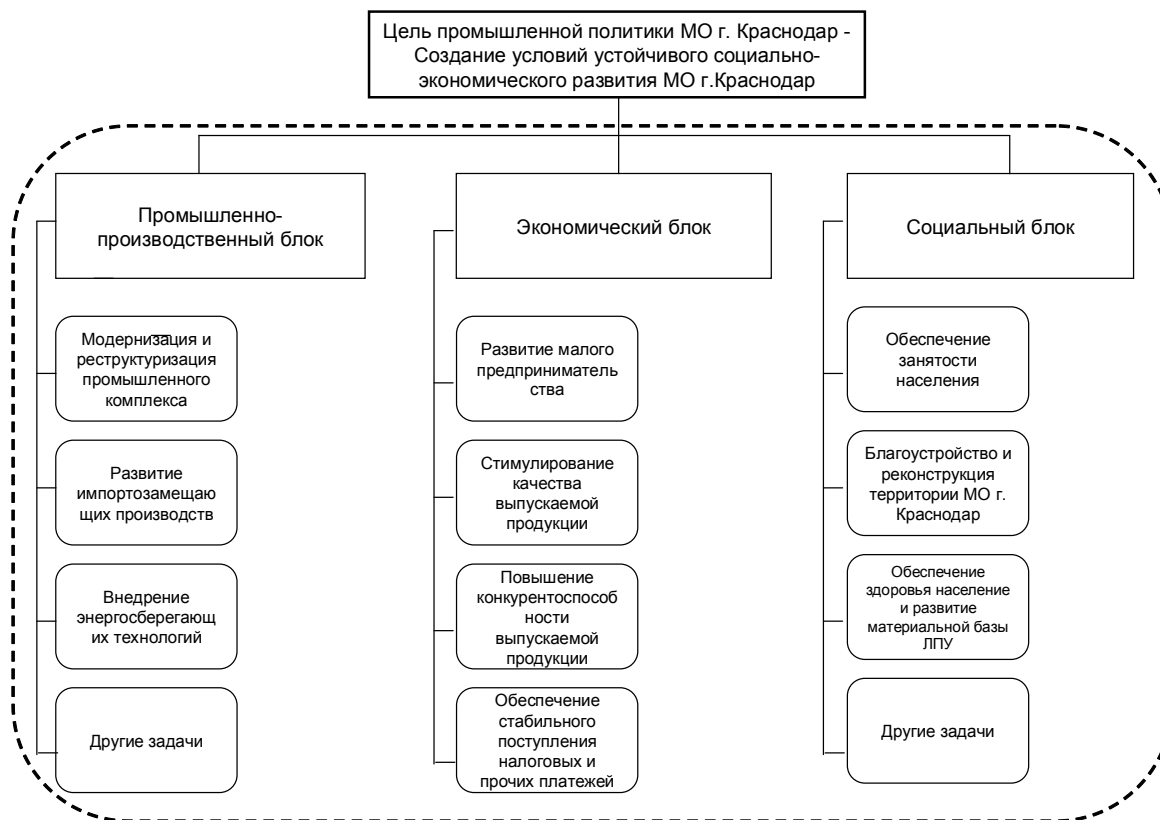 Цель промышленной политики МО г. Краснодар -
Создание условий устойчивого социально-
экономического развития МО г.Краснодар
Промышленно-
производственный блок
Экономический блок
Социальный блок
Модернизация и
реструктуризация
промышленного
комплекса
Развитие
импортозамещаю
щих производств
Внедрение
энергосберегающ
их технологий
Другие задачи
Развитие малого
предприниматель
ства
Стимулирование
качества
выпускаемой
продукции
Повышение
конкурентоспособ
ности
выпускаемой
продукции
Обеспечение
стабильного
поступления
налоговых и
прочих платежей
Обеспечение
занятости
населения
Благоустройство и
реконструкция
территории МО г.
Краснодар
Обеспечение
здоровья население
и развитие
материальной базы
ЛПУ
Другие задачи